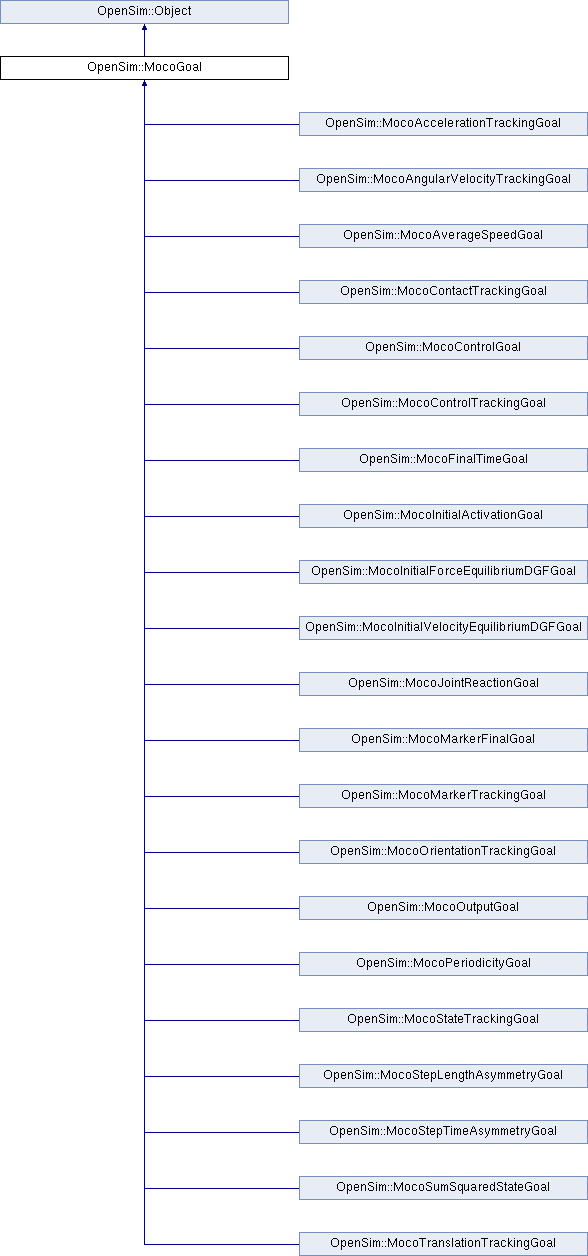 OpenSim::Object
OpenSim::MocoGoal
OpenSim::MocoAccelerationTrackingGoal
OpenSim::MocoAngularVelocityTrackingGoal
OpenSim::MocoAverageSpeedGoal
OpenSim::MocoContactTrackingGoal
OpenSim::MocoControlGoal
OpenSim::MocoControlTrackingGoal
OpenSim::MocoFinalTimeGoal
OpenSim::MocoInitialActivationGoal
OpenSim::MocoInitialForceEquilibriumDGFGoal
OpenSim::MocoInitialVelocityEquilibriumDGFGoal
OpenSim::MocoJointReactionGoal
OpenSim::MocoMarkerFinalGoal
OpenSim::MocoMarkerTrackingGoal
OpenSim::MocoOrientationTrackingGoal
OpenSim::MocoOutputGoal
OpenSim::MocoPeriodicityGoal
OpenSim::MocoStateTrackingGoal
OpenSim::MocoStepLengthAsymmetryGoal
OpenSim::MocoStepTimeAsymmetryGoal
OpenSim::MocoSumSquaredStateGoal
OpenSim::MocoTranslationTrackingGoal